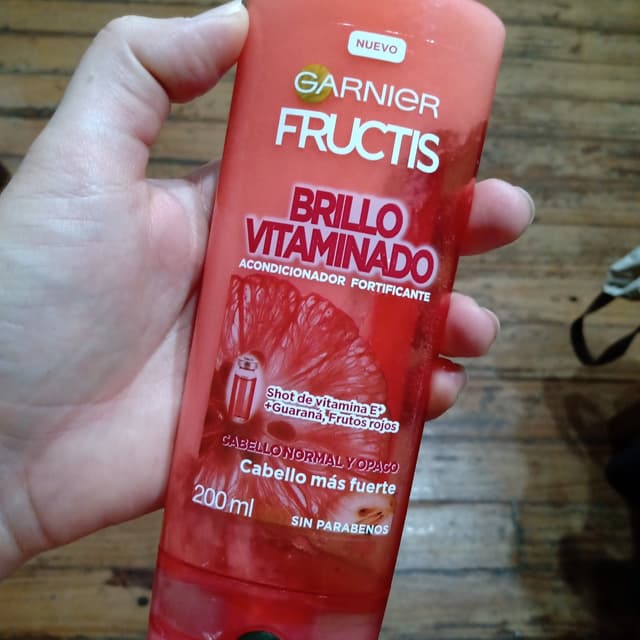 NUEVO
GARNIER
FRUCTIS
BRILLO
VITAMINADO
ACONDICIONADOR FORTIFICANTE
Shot de vitamina E*
+Guaraná, Frutos rojos
CABELLO NORMAL Y OPACO
Cabello más fuerte
200 ml
SIN PARABENOS